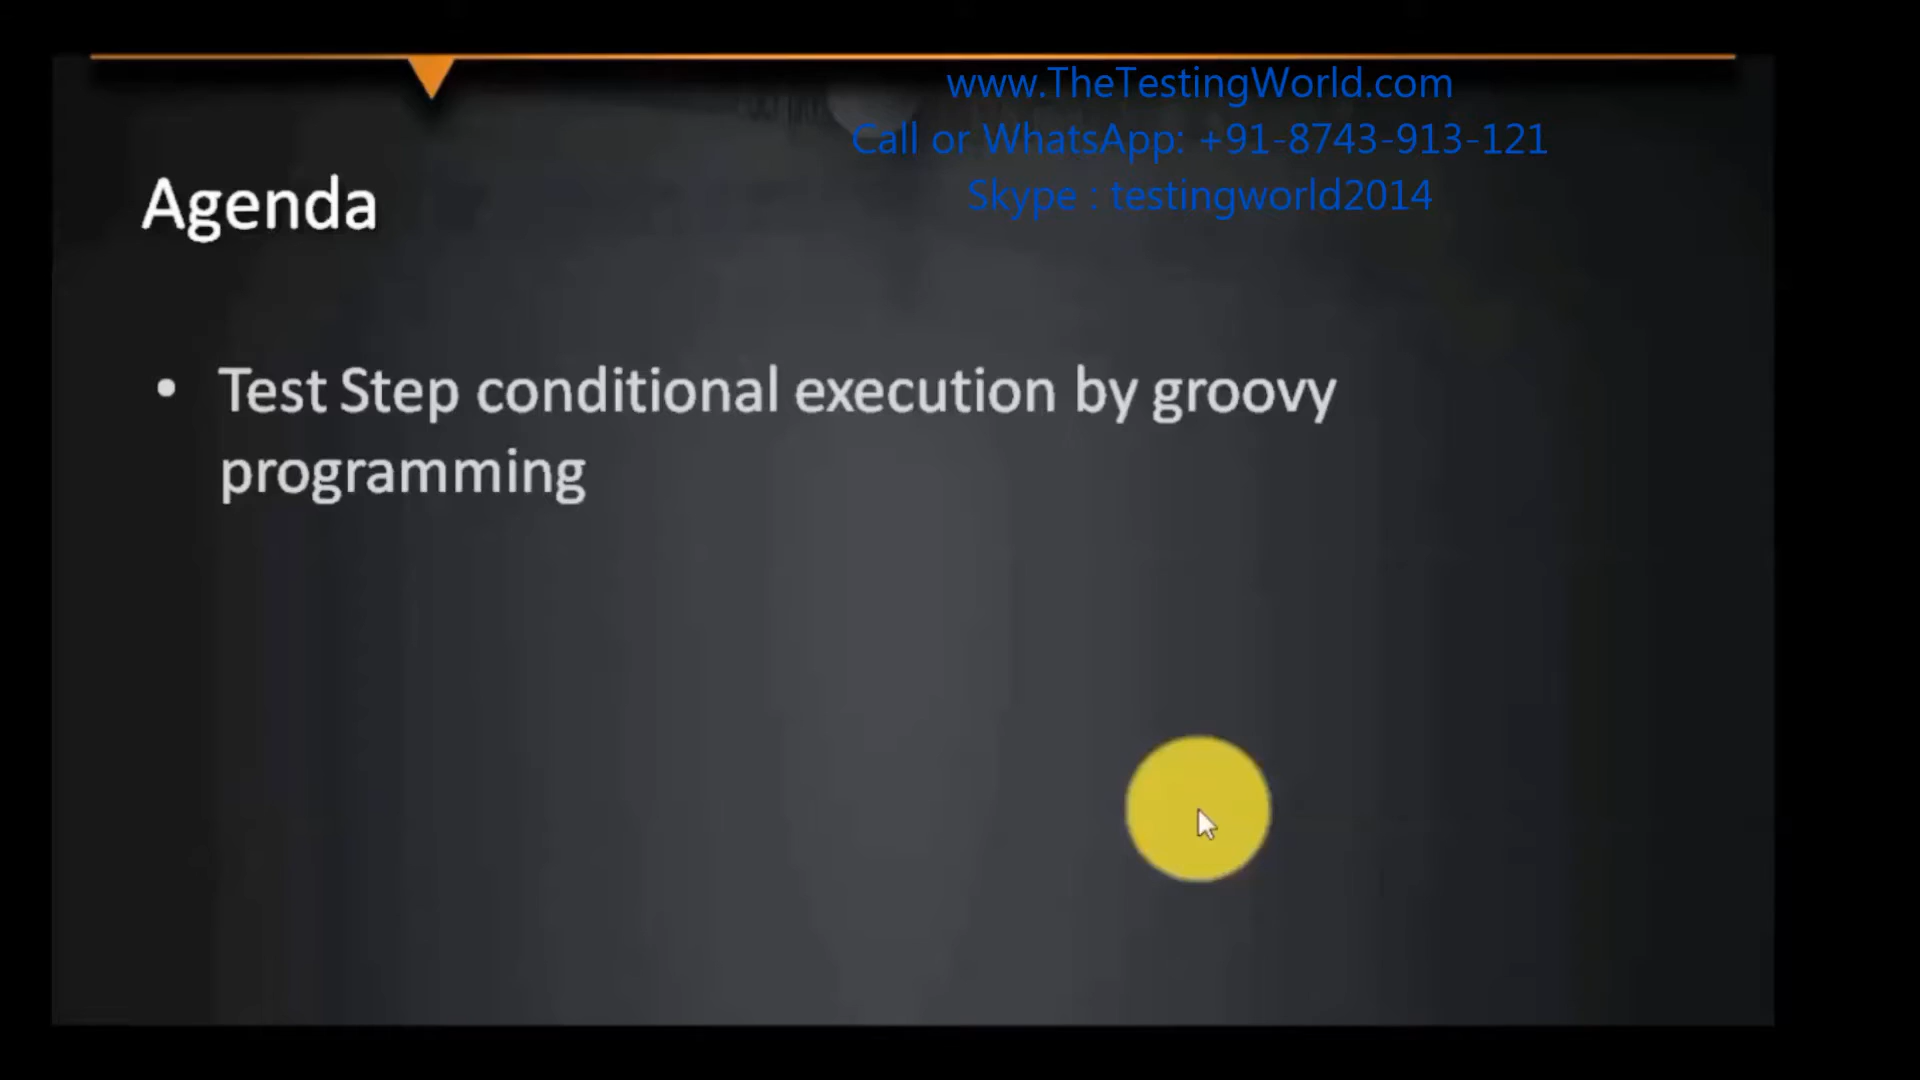 www.TheTestingWorld.com
Call or WhatsApp: +91-8743-913-121
Skype : testingworld2014
Agenda
• Test Step conditional execution by groovy
programming